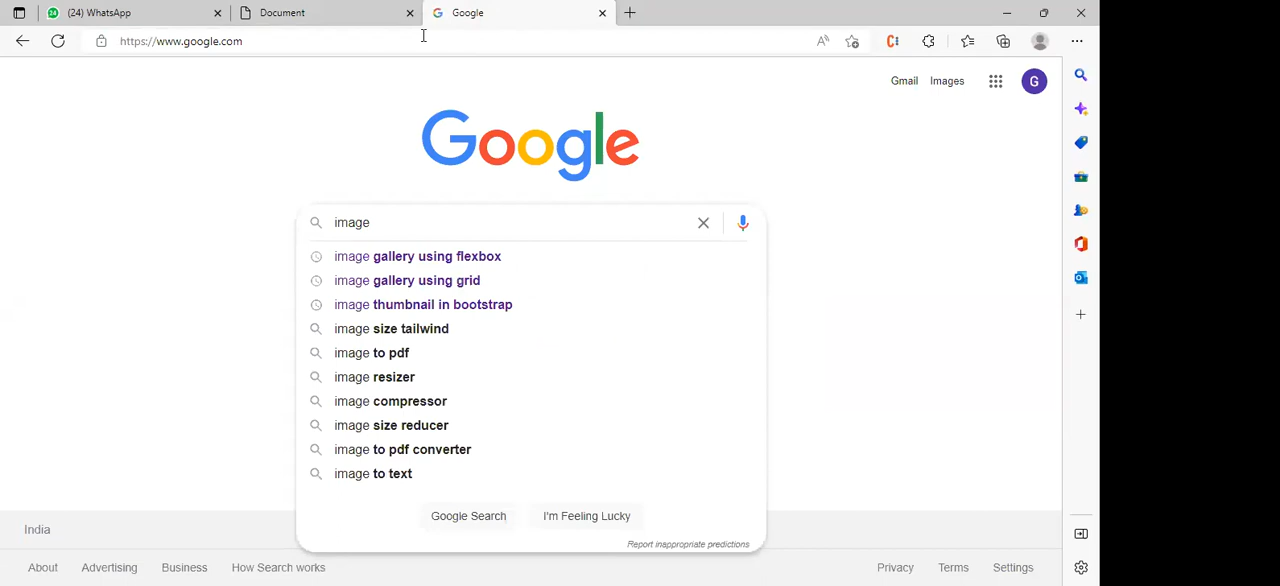 (24) WhatsApp
Document
Google
https://www.google.com
Gmail Images
G
Google
image
image gallery using flexbox
image gallery using grid
image thumbnail in bootstrap
image size tailwind
image to pdf
image resizer
image compressor
image size reducer
image to pdf converter
image to text
Google Search I'm Feeling Lucky
Report inappropriate predictions
India
About Advertising Business How Search works Privacy Terms Settings